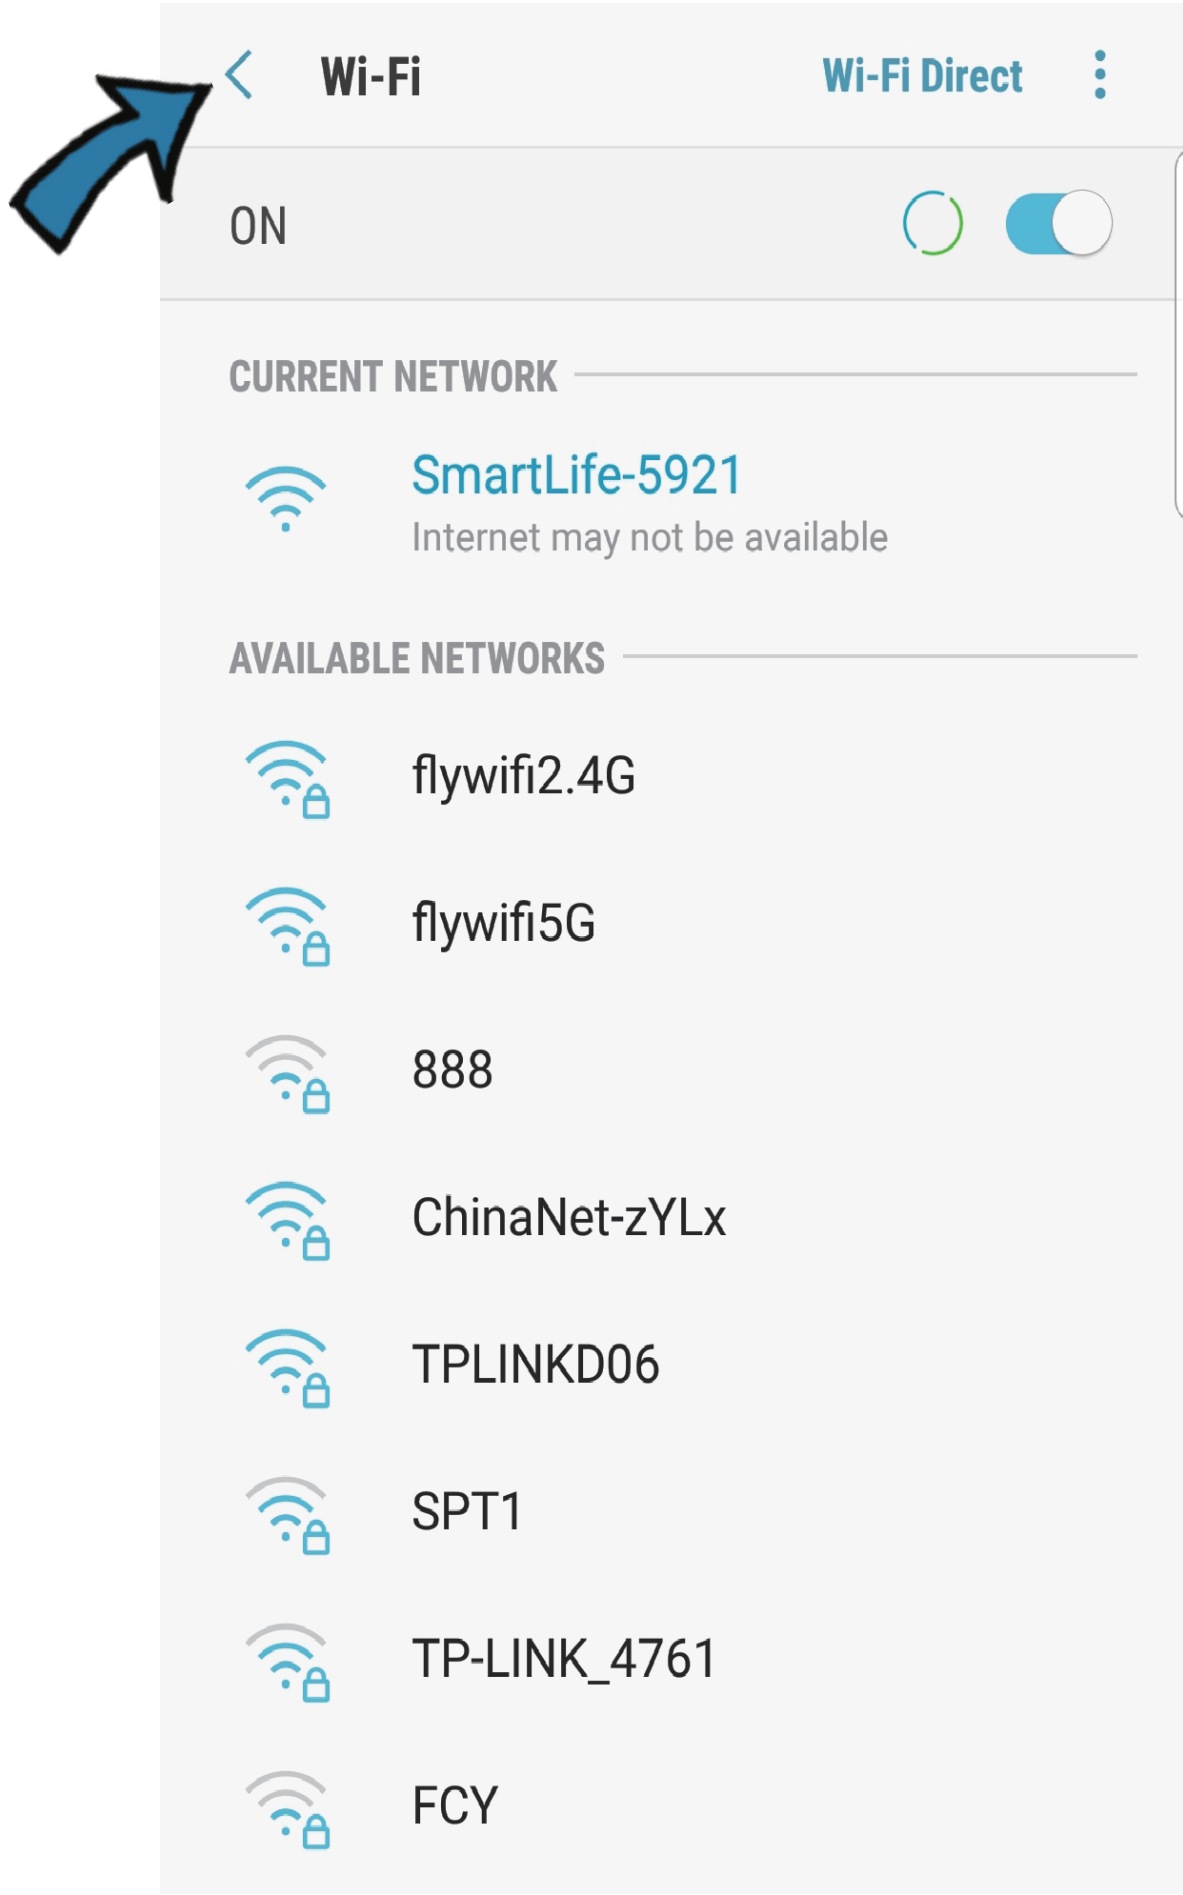 Wi-Fi Wi-Fi Direct
ON
CURRENT NETWORK
SmartLife-5921
Internet may not be available
AVAILABLE NETWORKS
flywifi2.4G
flywifi5G
888
ChinaNet-zYLx
TPLINKD06
SPT1
TP-LINK_4761
FCY